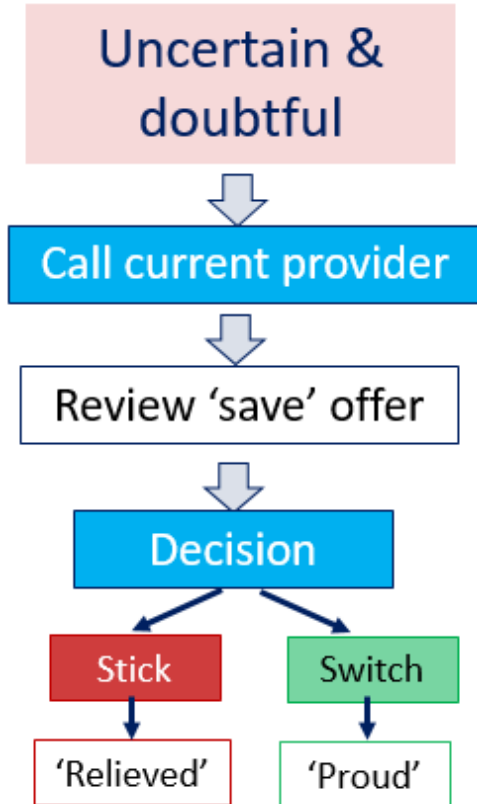 Uncertain &
doubtful
Call current provider
Review ‘save’ offer
Decision
Stick
Switch
‘Relieved’
‘Proud’